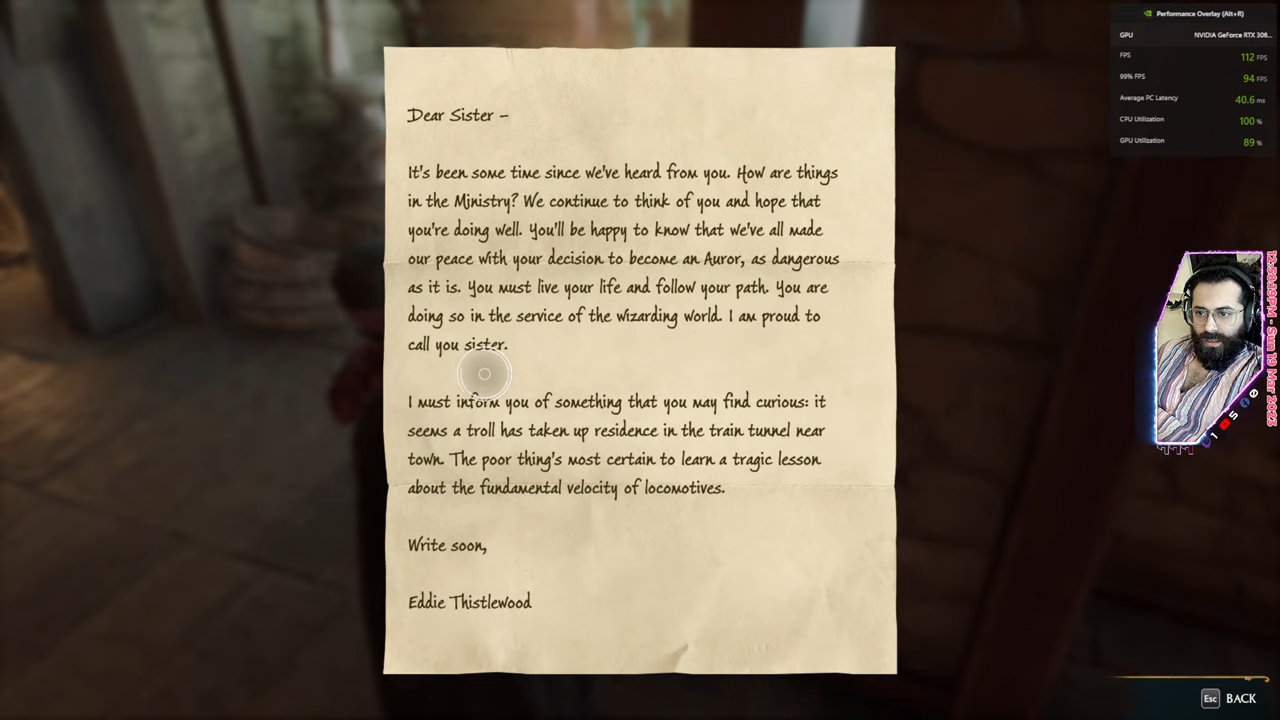 Dear Sister –
It's been some time since we've heard from you. How are things
in the Ministry? We continue to think of you and hope that
you're doing well. You'll be happy to know that we've all made
our peace with your decision to become an Auror, as dangerous
as it is. You must live your life and follow your path. You are
doing so in the service of the wizarding world. I am proud to
call you sister.
I must inform you of something that you may find curious: it
seems a troll has taken up residence in the train tunnel near
town. The poor thing's most certain to learn a tragic lesson
about the fundamental velocity of locomotives.
Write soon,
Eddie Thistlewood
Performance Overlay (Alt+R)
GPU NVIDIA GeForce RTX 306...
FPS 112 FPS
99% FPS 94 FPS
Average PC Latency 40.6 ms
CPU Utilization 100 %
GPU Utilization 89 %
Sun 19 Mar 2023
Esc BACK